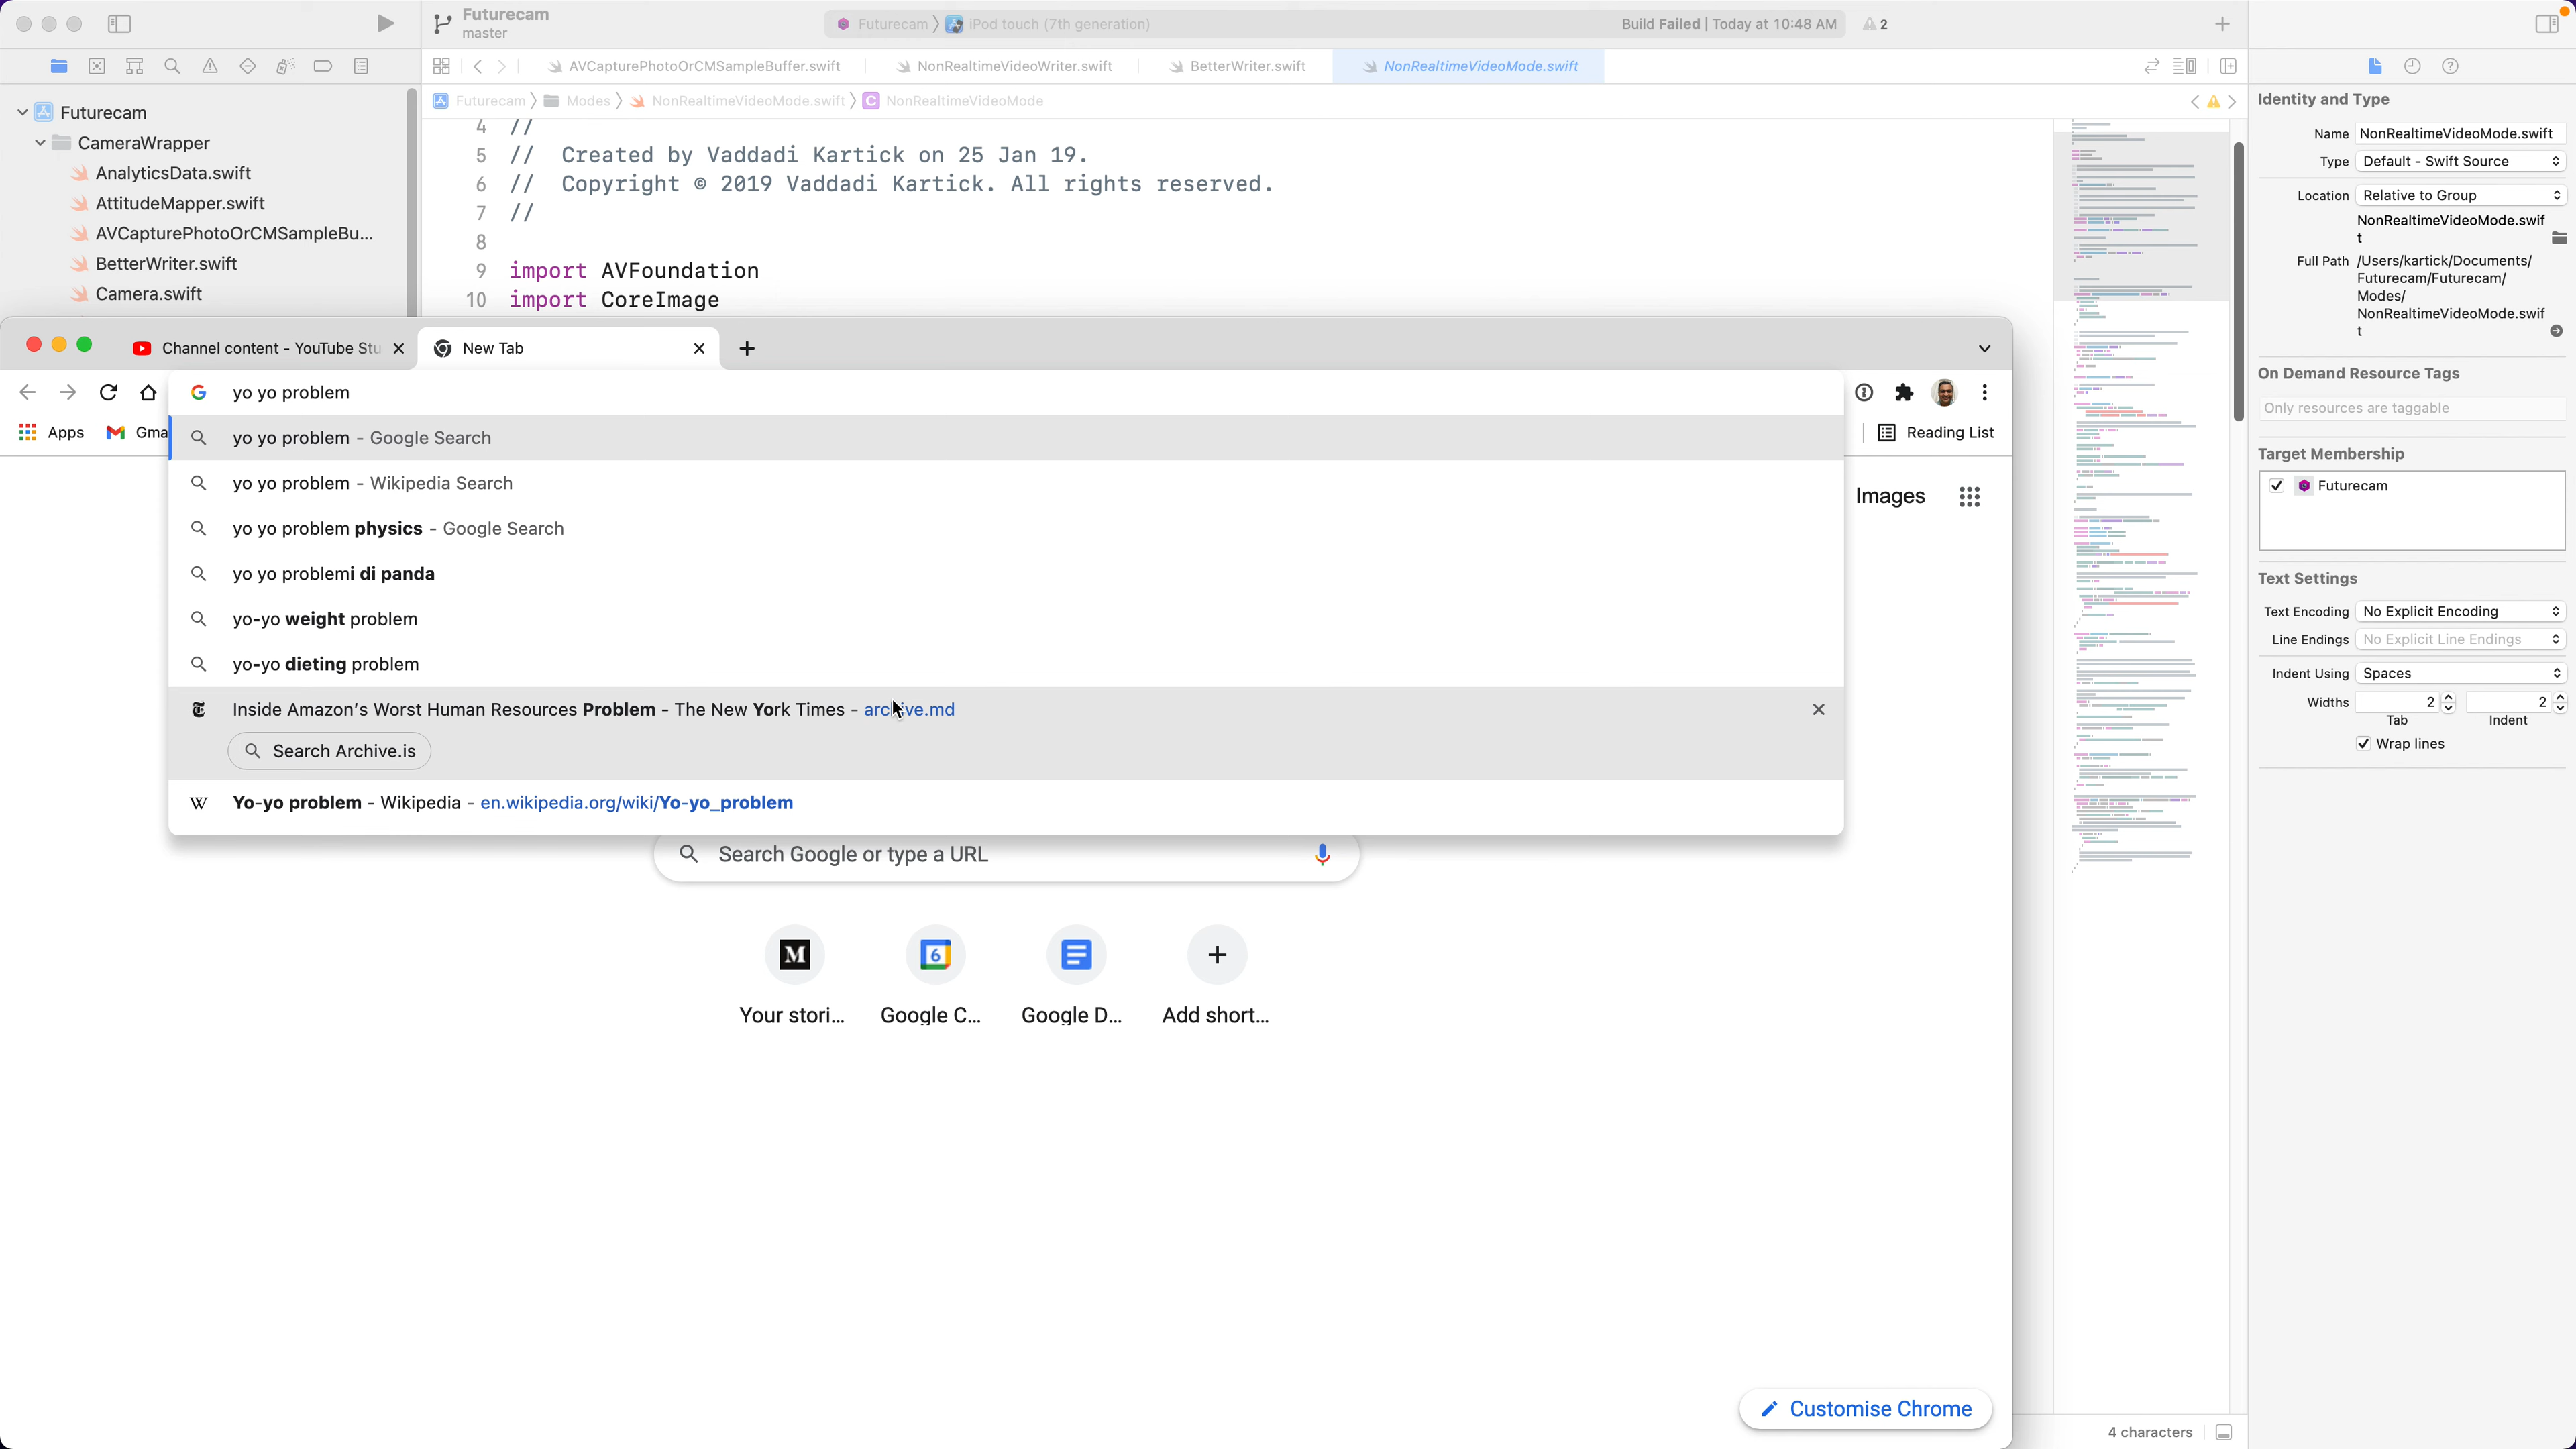 Futurecam
master
Futurecam 〉 iPod touch (7th generation)
Build Failed | Today at 10:48 AM
2
AVCapturePhotoOrCMSampleBuffer.swift
NonRealtimeVideoWriter.swift
BetterWriter.swift
NonRealtimeVideoMode.swift
Futurecam 〉 Modes 〉 NonRealtimeVideoMode.swift 〉 C NonRealtimeVideoMode
Futurecam
CameraWrapper
AnalyticsData.swift
AttitudeMapper.swift
AVCapturePhotoOrCMSampleBu...
BetterWriter.swift
Camera.swift
4 //
5 // Created by Vaddadi Kartick on 25 Jan 19.
6 // Copyright © 2019 Vaddadi Kartick. All rights reserved.
7 //
8
9 import AVFoundation
10 import CoreImage
Channel content - YouTube Stu
New Tab
yo yo problem
Apps
Gma
Reading List
yo yo problem - Google Search
yo yo problem - Wikipedia Search
yo yo problem physics - Google Search
yo yo problemi di panda
yo-yo weight problem
yo-yo dieting problem
Inside Amazon's Worst Human Resources Problem - The New York Times - archive.md
Search Archive.is
W Yo-yo problem - Wikipedia - en.wikipedia.org/wiki/Yo-yo_problem
Images
Search Google or type a URL
M
6
Your stori...
Google C...
Google D...
Add short...
Customise Chrome
Identity and Type
Name NonRealtimeVideoMode.swift
Type Default - Swift Source
Location Relative to Group
NonRealtimeVideoMode.swif
t
Full Path /Users/kartick/Documents/
Futurecam/Futurecam/
Modes/
NonRealtimeVideoMode.swif
t
On Demand Resource Tags
Only resources are taggable
Target Membership
Futurecam
Text Settings
Text Encoding No Explicit Encoding
Line Endings No Explicit Line Endings
Indent Using Spaces
Widths 2 2
Tab Indent
Wrap lines
4 characters